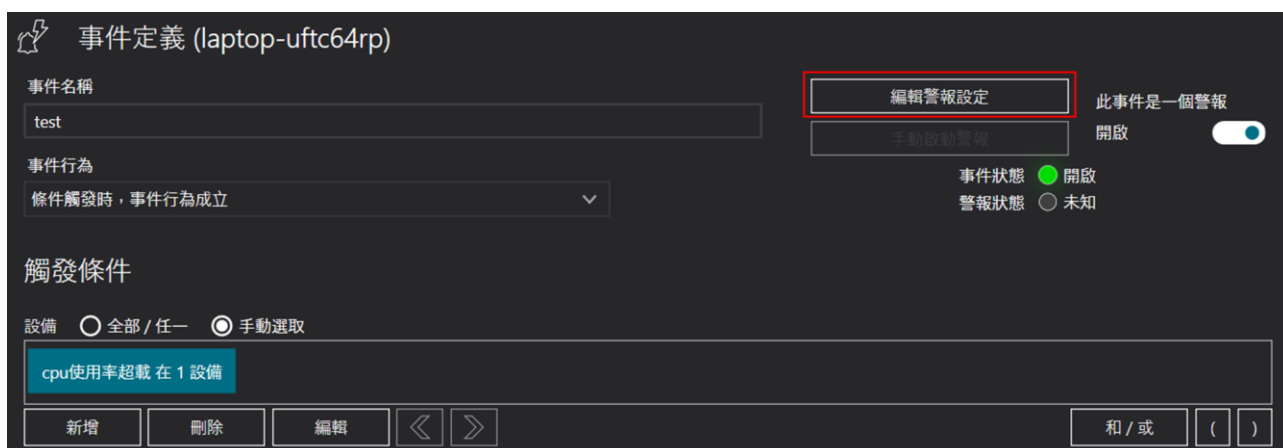 事件定義 (laptop-uftc64rp)
事件名稱
test
編輯警報設定
此事件是一個警報
手動啟動警報
開啟
事件行為
條件觸發時，事件行為成立
事件狀態 開啟
警報狀態 未知
觸發條件
設備 全部 / 任一 手動選取
cpu使用率超載 在 1 設備
新增 刪除 編輯 和 / 或 ( )